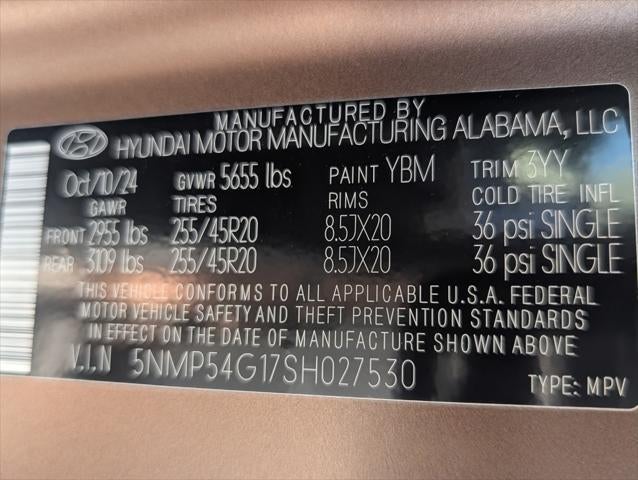 MANUFACTURED BY
HYUNDAI MOTOR MANUFACTURING ALABAMA, LLC
Oct/10/24 GVWR 5655 lbs PAINT YBM TRIM 3YY
GAWR TIRES RIMS COLD TIRE INFL
FRONT 2955 lbs 255/45R20 8.5JX20 36 psi SINGLE
REAR 3109 lbs 255/45R20 8.5JX20 36 psi SINGLE
THIS VEHICLE CONFORMS TO ALL APPLICABLE U.S.A. FEDERAL
MOTOR VEHICLE SAFETY AND THEFT PREVENTION STANDARDS
IN EFFECT ON THE DATE OF MANUFACTURE SHOWN ABOVE
V.I.N 5NMP54G17SH027530
TYPE: MPV